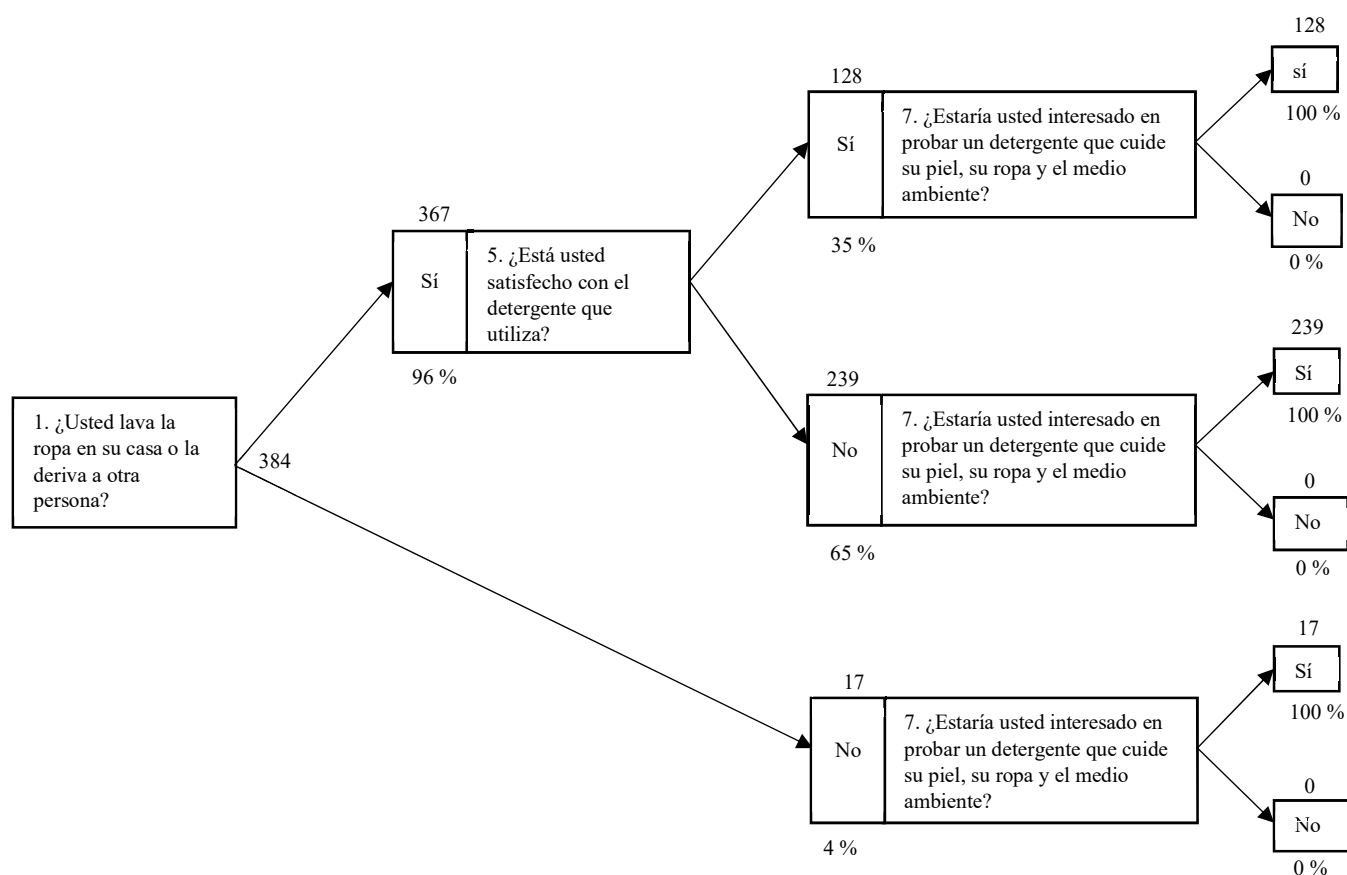 128
sí
100 %
128
Sí
7. ¿Estaría usted interesado en
probar un detergente que cuide
su piel, su ropa y el medio
ambiente?
35 %
0
No
0 %
367
Sí
5. ¿Está usted
satisfecho con el
detergente que
utiliza?
96 %
239
Sí
100 %
239
No
7. ¿Estaría usted interesado en
probar un detergente que cuide
su piel, su ropa y el medio
ambiente?
65 %
0
No
0 %
1. ¿Usted lava la
ropa en su casa o la
deriva a otra
persona?
384
17
Sí
100 %
17
No
7. ¿Estaría usted interesado en
probar un detergente que cuide
su piel, su ropa y el medio
ambiente?
4 %
0
No
0 %